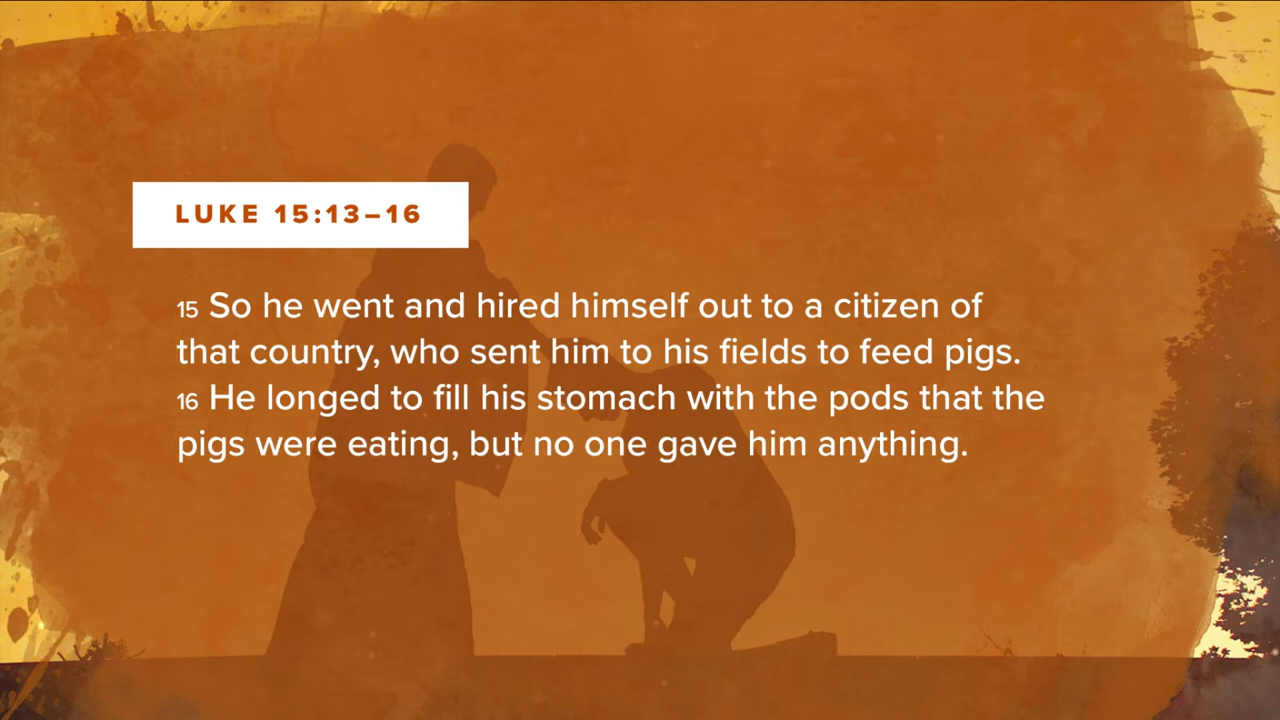 LUKE 15:13–16
15 So he went and hired himself out to a citizen of
that country, who sent him to his fields to feed pigs.
16 He longed to fill his stomach with the pods that the
pigs were eating, but no one gave him anything.